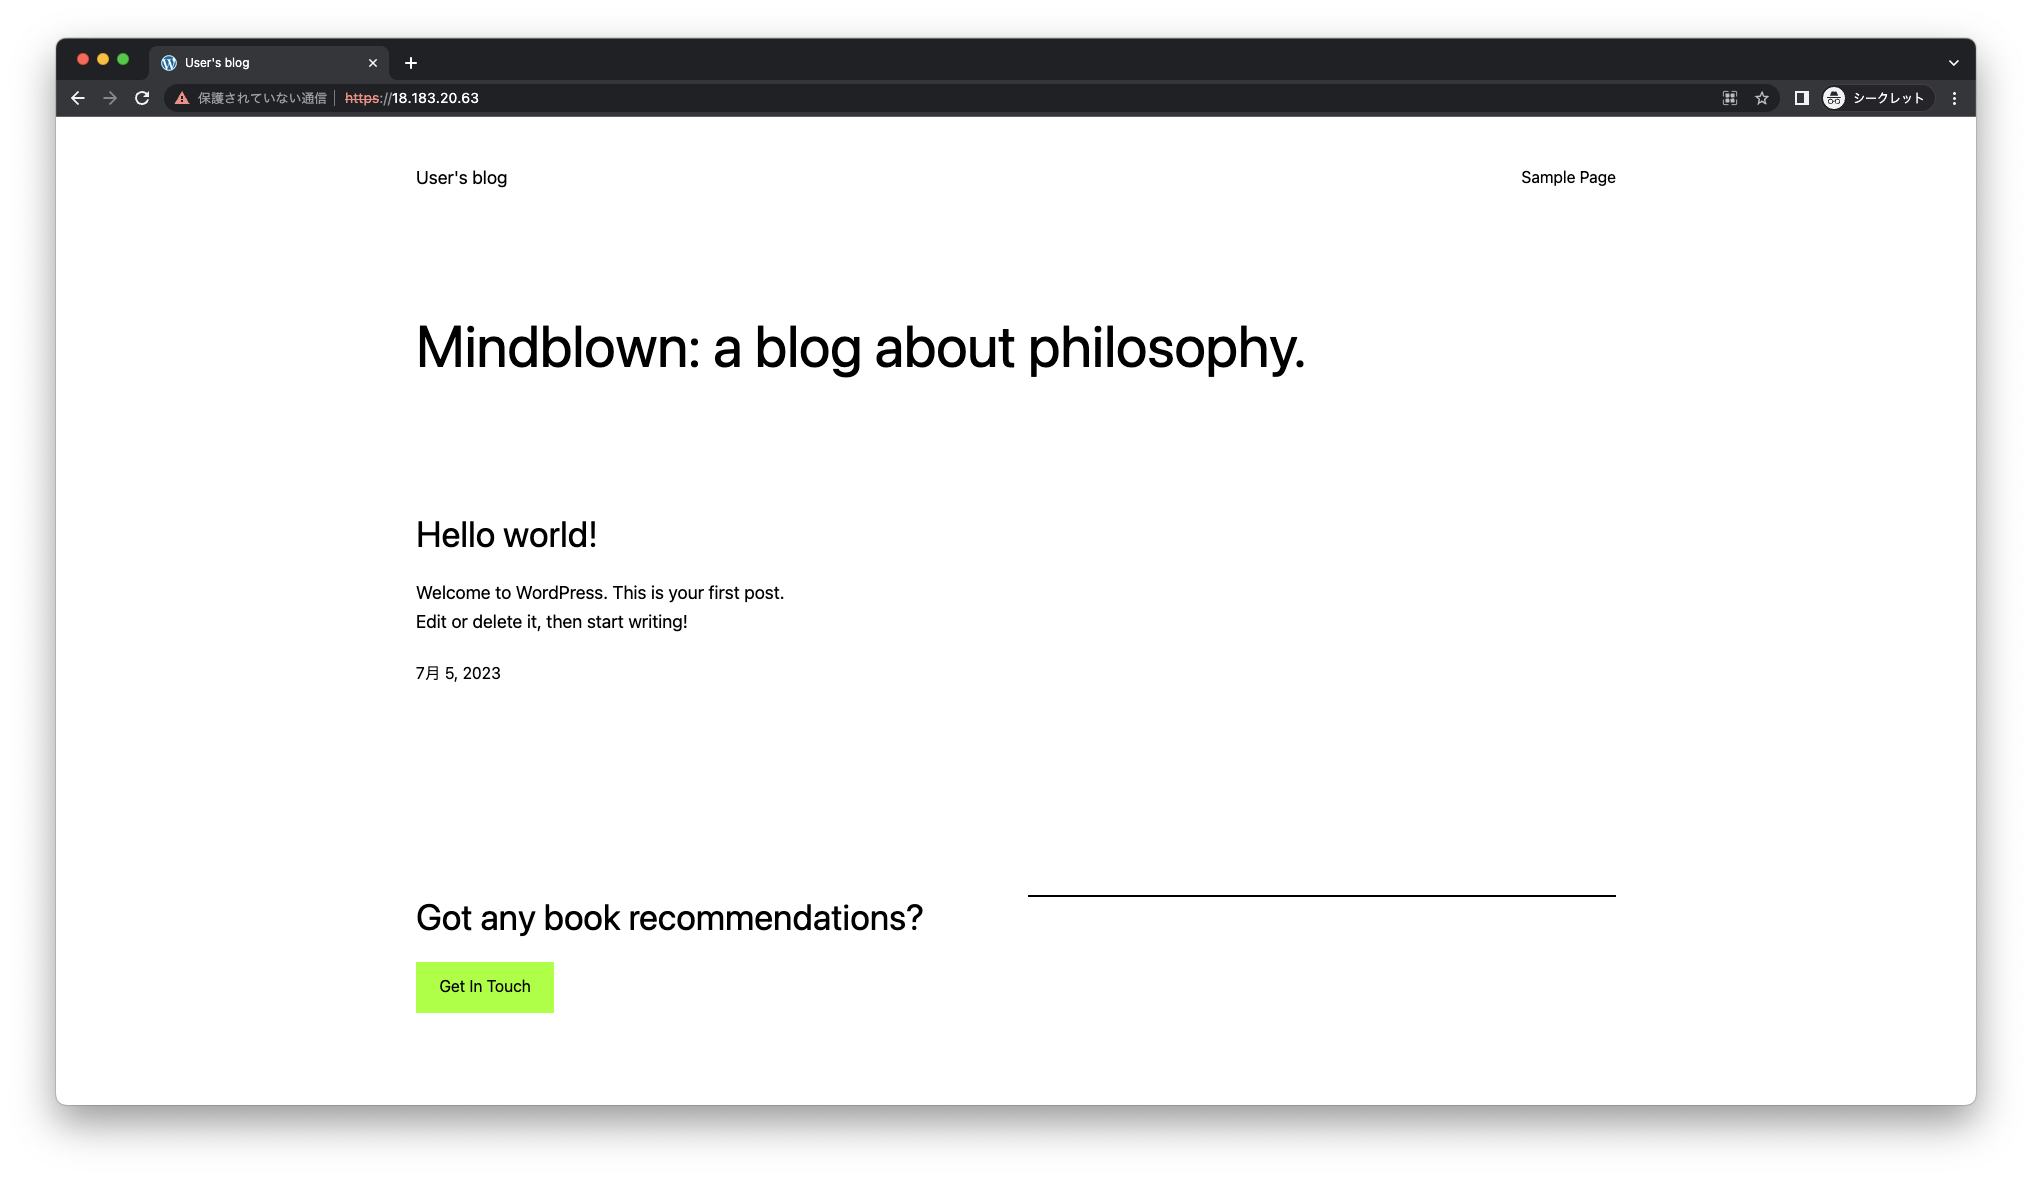 User's blog
保護されていない通信 https://18.183.20.63
シークレット
User's blog
Sample Page
Mindblown: a blog about philosophy.
Hello world!
Welcome to WordPress. This is your first post.
Edit or delete it, then start writing!
7月 5, 2023
Got any book recommendations?
Get In Touch